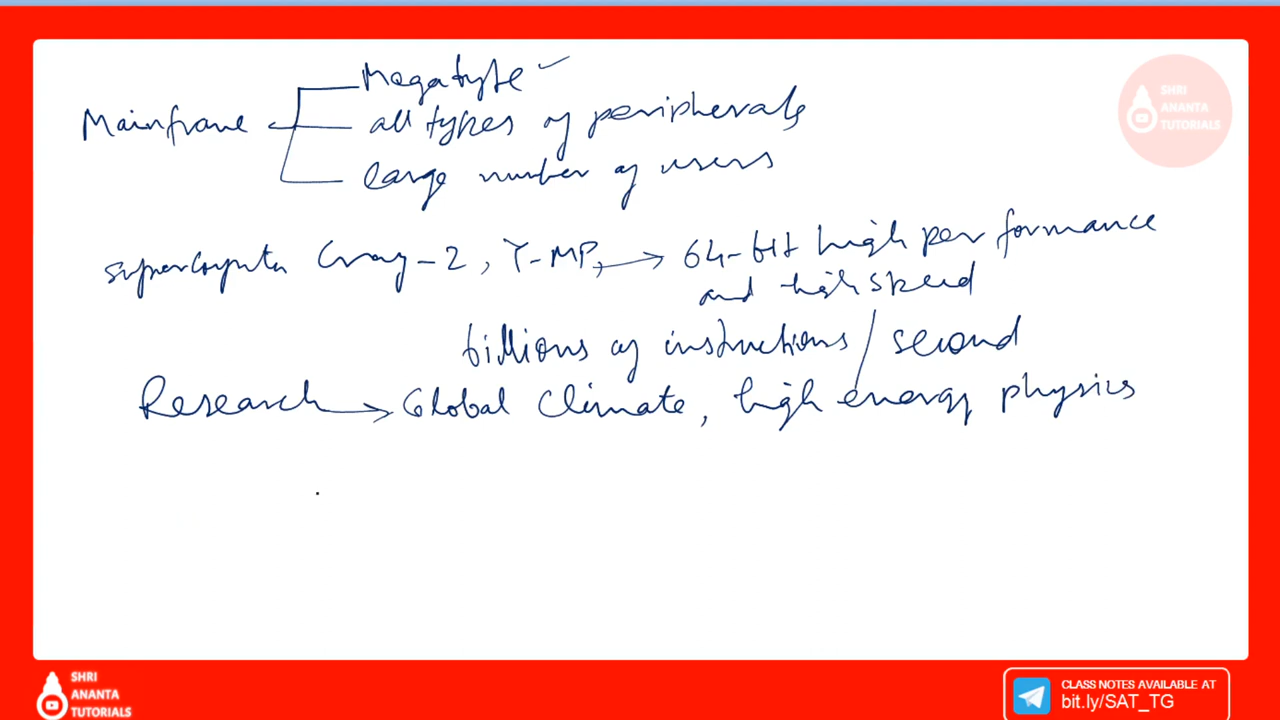 Megabyte
Mainframe all types of peripherals
large number of users
supercomputer Cray-2, Y-MP, → 64-bit high performance
and high speed
billions of instructions / second
Research → Global Climate, high energy physics
SHRI
ANANTA
TUTORIALS
SHRI
ANANTA
TUTORIALS
CLASS NOTES AVAILABLE AT
bit.ly/SAT_TG